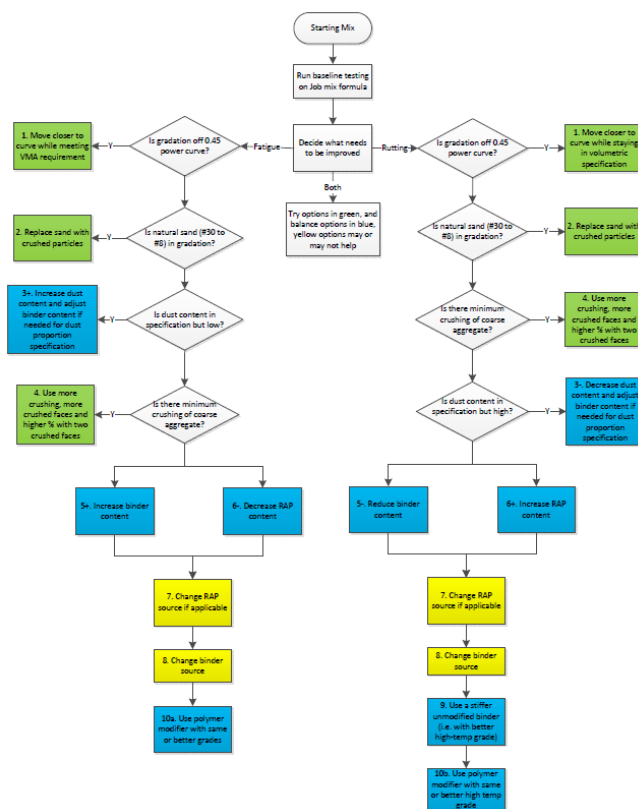 Starting Mix
Run baseline testing
on Job mix formula
Decide what needs
to be improved
Fatigue
Rutting
Both
Try options in green, and
balance options in blue,
yellow options may or
may not help
Is gradation off 0.45
power curve?
Y
1. Move closer to
curve while meeting
VMA requirement
Is natural sand (#30 to
#8) in gradation?
Y
2. Replace sand with
crushed particles
Is dust content in
specification but low?
Y
3+. Increase dust
content and adjust
binder content if
needed for dust
proportion
specification
Is there minimum
crushing of coarse
aggregate?
Y
4. Use more
crushing, more
crushed faces and
higher % with two
crushed faces
5+. Increase binder
content
6-. Decrease RAP
content
7. Change RAP
source if applicable
8. Change binder
source
10a. Use polymer
modifier with same
or better grades
Is gradation off 0.45
power curve?
Y
1. Move closer to
curve while staying
in volumetric
specification
Is natural sand (#30 to
#8) in gradation?
Y
2. Replace sand with
crushed particles
Is there minimum
crushing of coarse
aggregate?
Y
4. Use more
crushing, more
crushed faces and
higher % with two
crushed faces
Is dust content in
specification but high?
Y
3-. Decrease dust
content and adjust
binder content if
needed for dust
proportion
specification
5-. Reduce binder
content
6+. Increase RAP
content
7. Change RAP
source if applicable
8. Change binder
source
9. Use a stiffer
unmodified binder
(i.e. with better
high-temp grade)
10b. Use polymer
modifier with same
or better high temp
grade